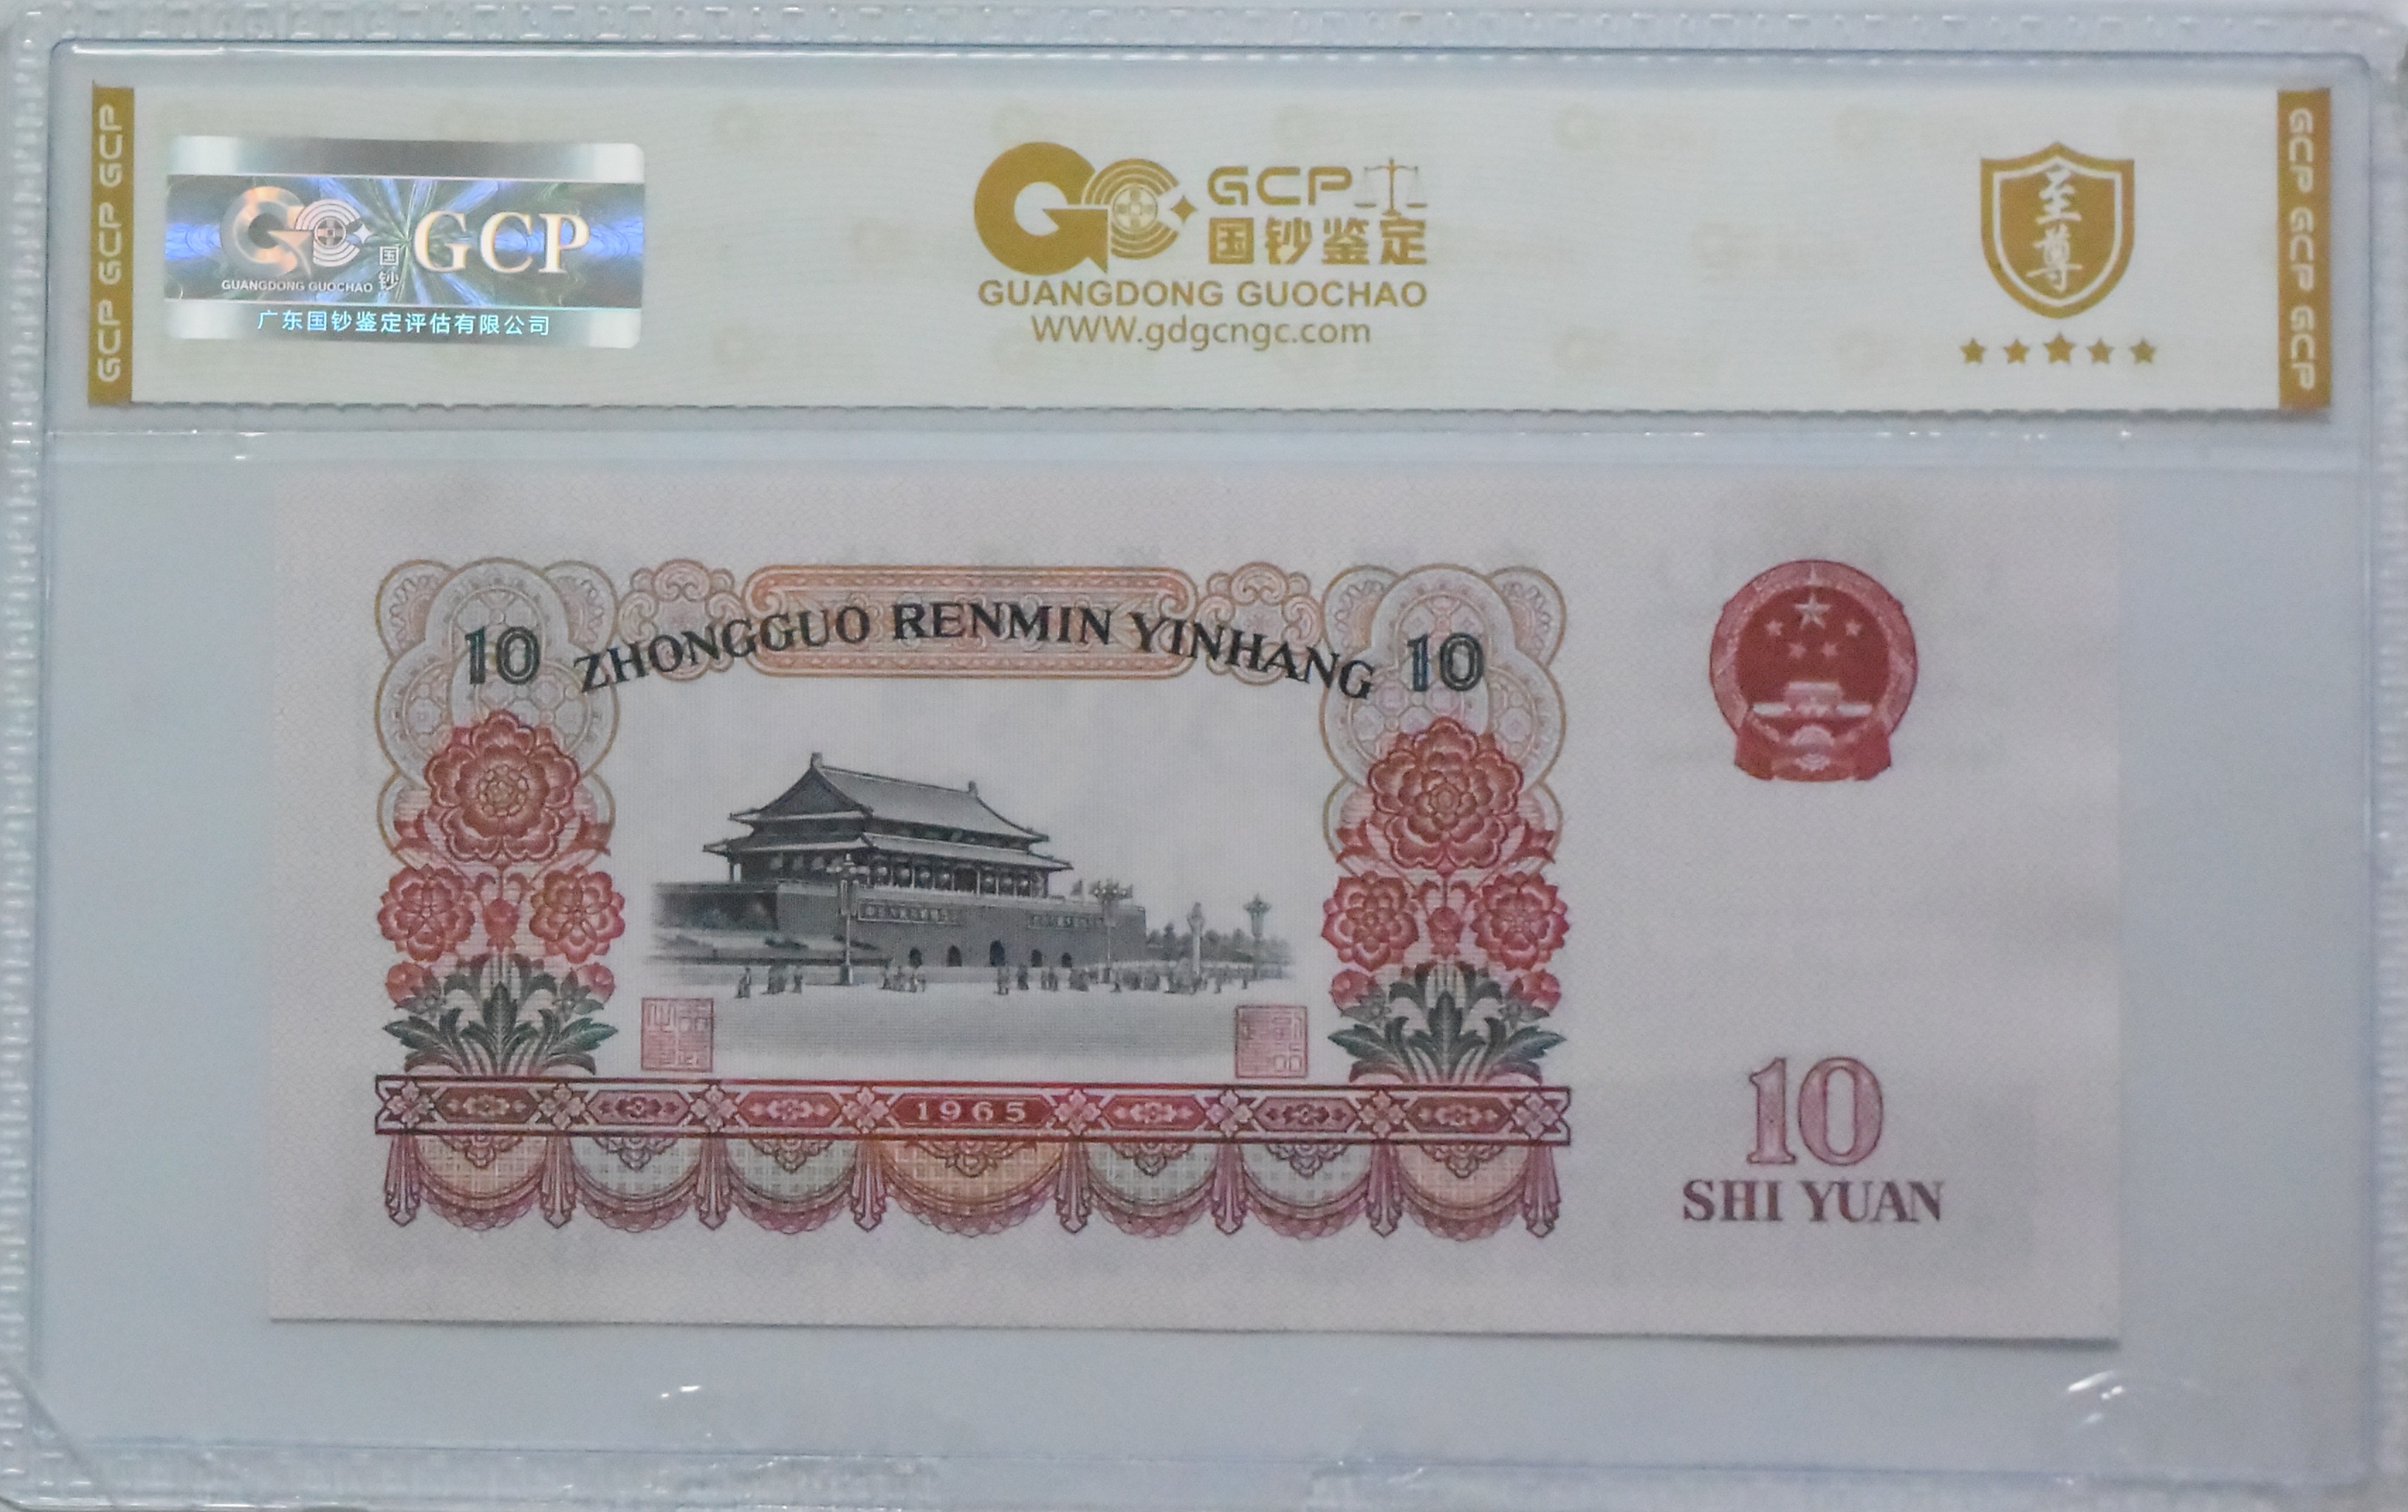 GCP GCP GCP
国钞
GCP
GUANGDONG GUOCHAO
广东国钞鉴定评估有限公司
GCP
国钞鉴定
GUANGDONG GUOCHAO
WWW.gdgcngc.com
至尊
GCP GCP GCP
10 ZHONGGUO RENMIN YINHANG 10
1965
10
SHI YUAN